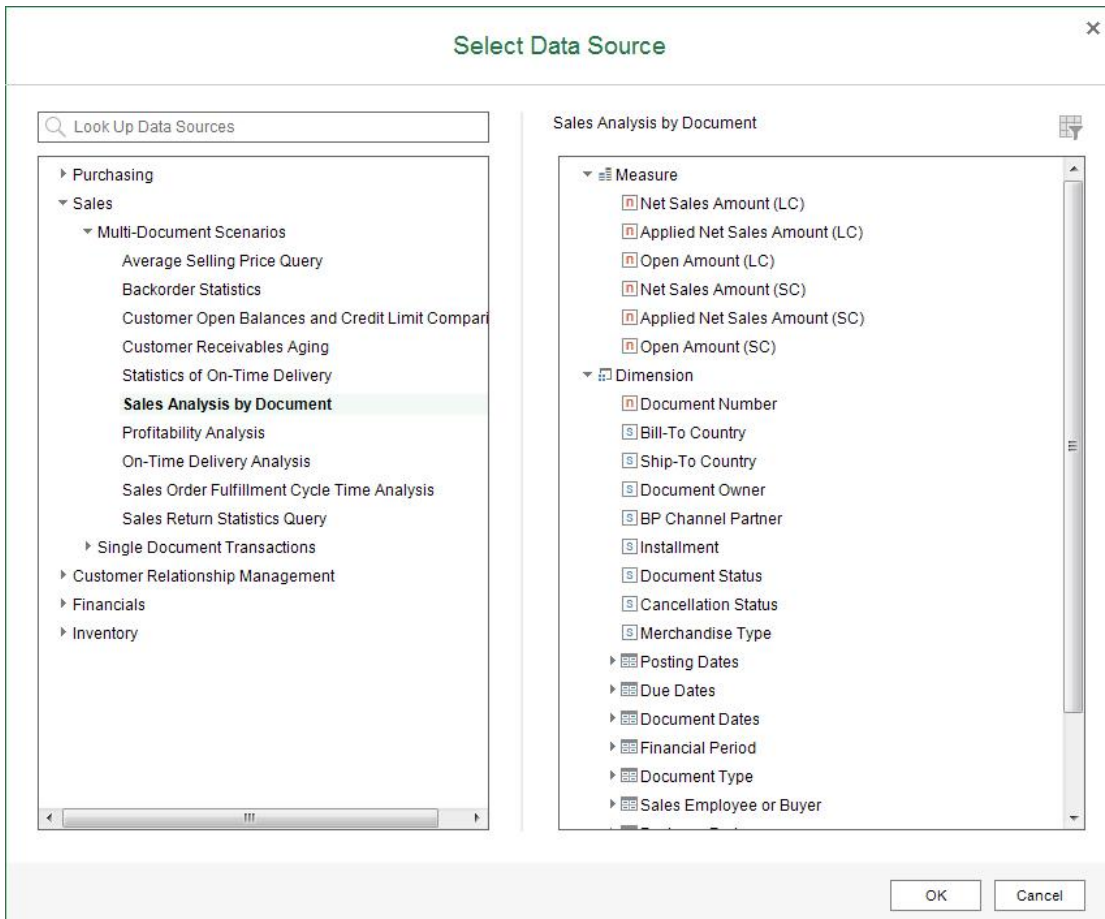 Select Data Source
Look Up Data Sources
Purchasing
Sales
Multi-Document Scenarios
Average Selling Price Query
Backorder Statistics
Customer Open Balances and Credit Limit Compari
Customer Receivables Aging
Statistics of On-Time Delivery
Sales Analysis by Document
Profitability Analysis
On-Time Delivery Analysis
Sales Order Fulfillment Cycle Time Analysis
Sales Return Statistics Query
Single Document Transactions
Customer Relationship Management
Financials
Inventory
Sales Analysis by Document
Measure
n Net Sales Amount (LC)
n Applied Net Sales Amount (LC)
n Open Amount (LC)
n Net Sales Amount (SC)
n Applied Net Sales Amount (SC)
n Open Amount (SC)
Dimension
n Document Number
s Bill-To Country
s Ship-To Country
s Document Owner
s BP Channel Partner
s Installment
s Document Status
s Cancellation Status
s Merchandise Type
Posting Dates
Due Dates
Document Dates
Financial Period
Document Type
Sales Employee or Buyer
OK
Cancel